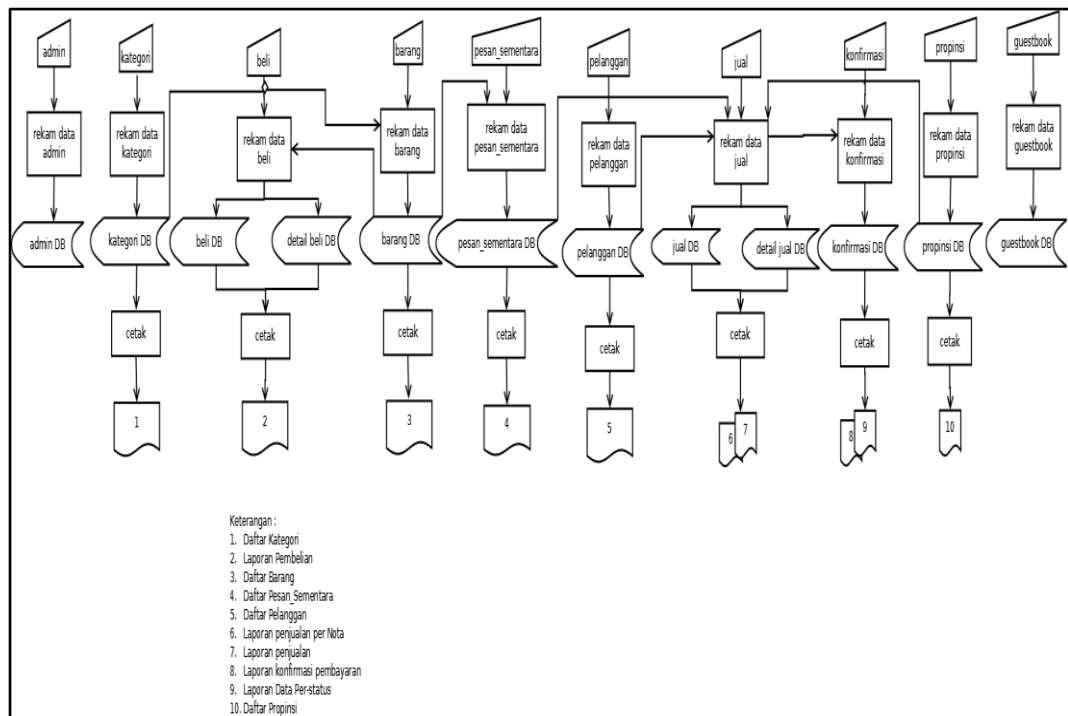 admin
kategori
beli
barang
pesan_sementara
pelanggan
jual
konfirmasi
propinsi
guestbook
rekam data
admin
rekam data
kategori
rekam data
beli
rekam data
barang
rekam data
pesan_sementara
rekam data
pelanggan
rekam data
jual
rekam data
konfirmasi
rekam data
propinsi
rekam data
guestbook
admin DB
kategori DB
beli DB
detail beli DB
barang DB
pesan_sementara DB
pelanggan DB
jual DB
detail jual DB
konfirmasi DB
propinsi DB
guestbook DB
cetak
cetak
cetak
cetak
cetak
cetak
cetak
cetak
1
2
3
4
5
6
7
8
9
10
Keterangan :
1. Daftar Kategori
2. Laporan Pembelian
3. Daftar Barang
4. Daftar Pesan_Sementara
5. Daftar Pelanggan
6. Laporan penjualan per Nota
7. Laporan penjualan
8. Laporan konfirmasi pembayaran
9. Laporan Data Per-status
10. Daftar Propinsi